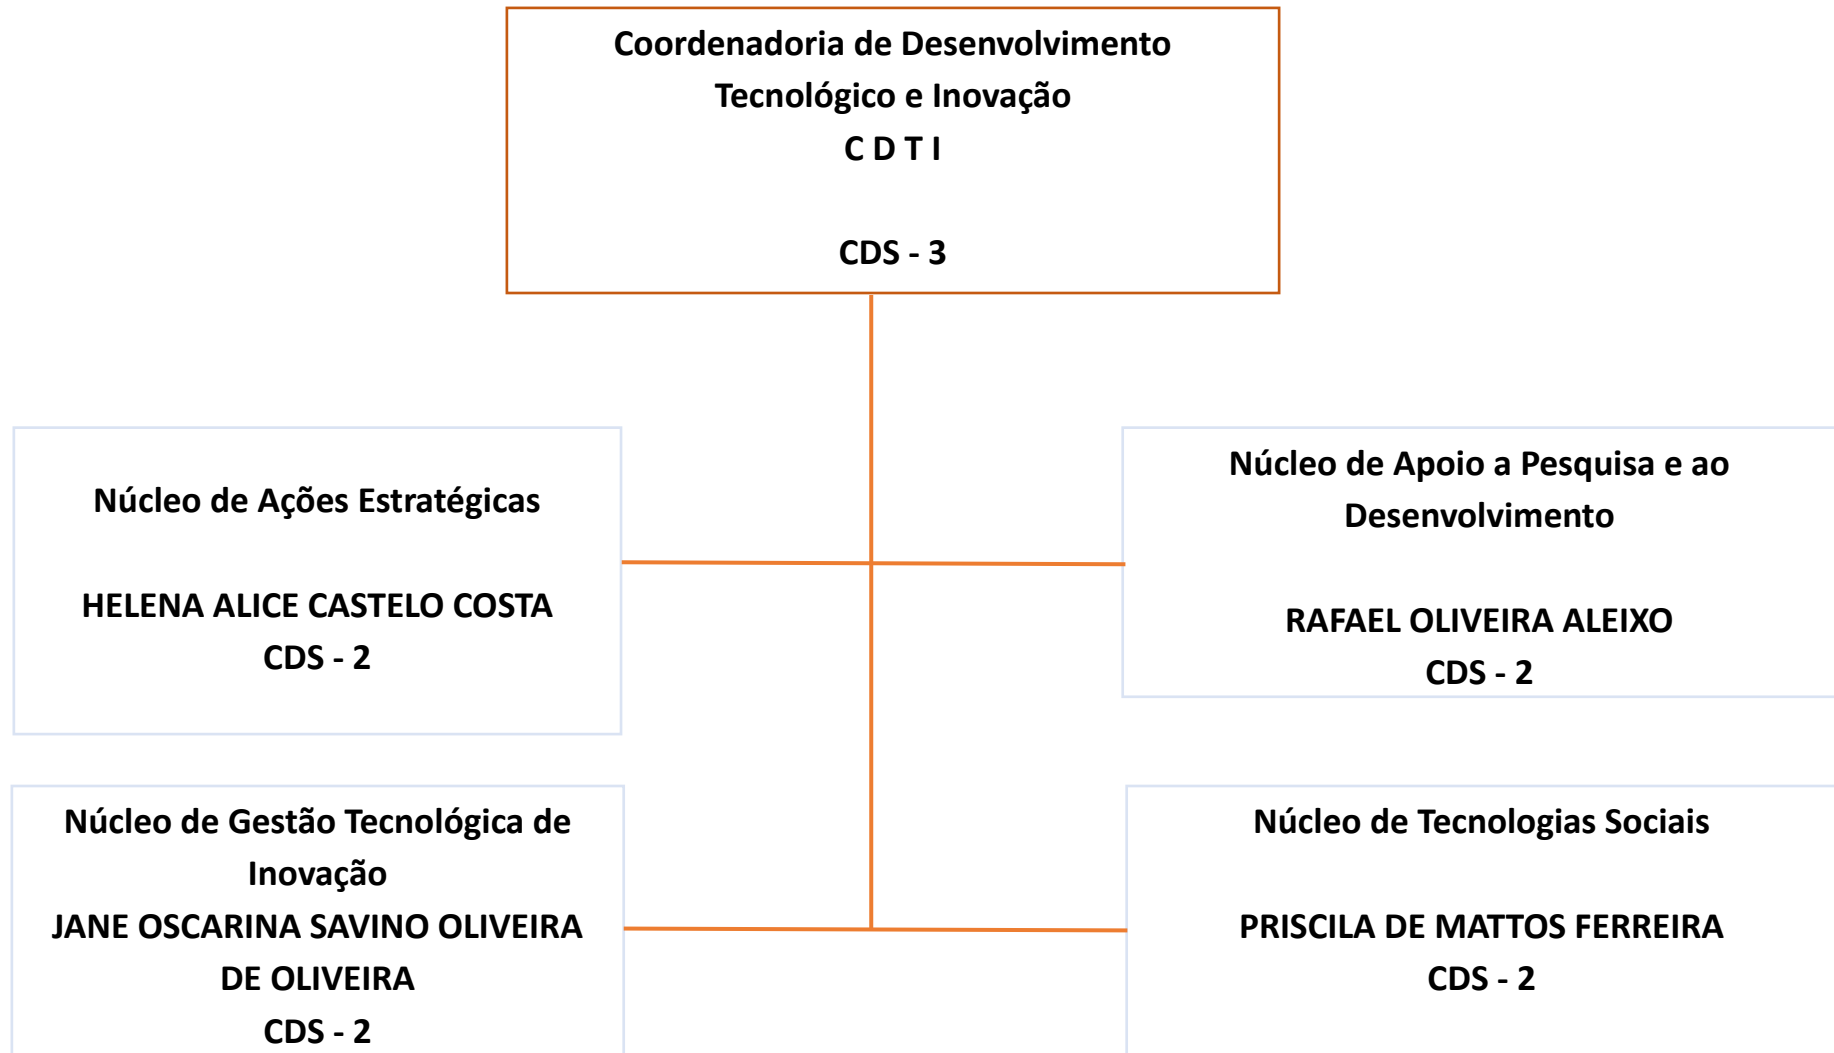 Coordenadoria de Desenvolvimento
Tecnológico e Inovação
C D T I
CDS - 3
Núcleo de Ações Estratégicas
HELENA ALICE CASTELO COSTA
CDS - 2
Núcleo de Apoio a Pesquisa e ao
Desenvolvimento
RAFAEL OLIVEIRA ALEIXO
CDS - 2
Núcleo de Gestão Tecnológica de
Inovação
JANE OSCARINA SAVINO OLIVEIRA
DE OLIVEIRA
CDS - 2
Núcleo de Tecnologias Sociais
PRISCILA DE MATTOS FERREIRA
CDS - 2